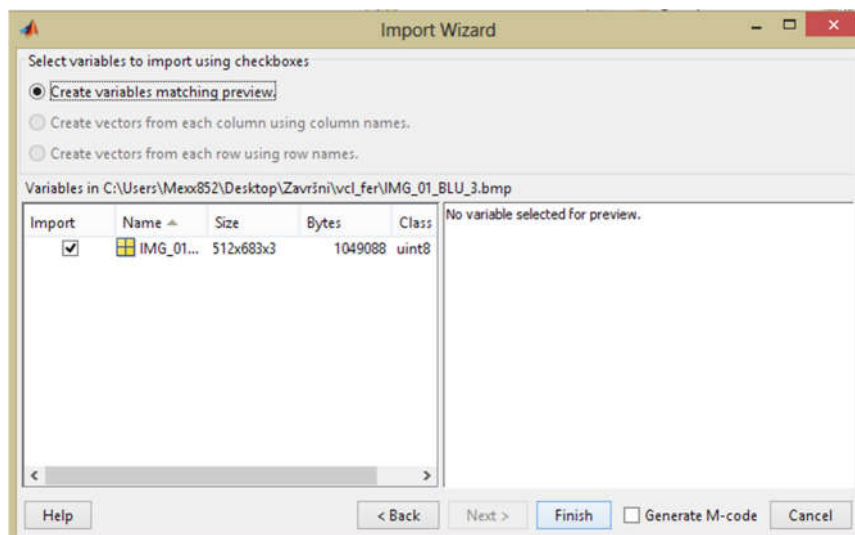 Import Wizard
Select variables to import using checkboxes
Create variables matching preview.
Create vectors from each column using column names.
Create vectors from each row using row names.
Variables in C:\Users\Mexx852\Desktop\Završni\vcl_fer\IMG_01_BLU_3.bmp
Import Name Size Bytes Class
IMG_01... 512x683x3 1049088 uint8
No variable selected for preview.
Help < Back Next > Finish Generate M-code Cancel